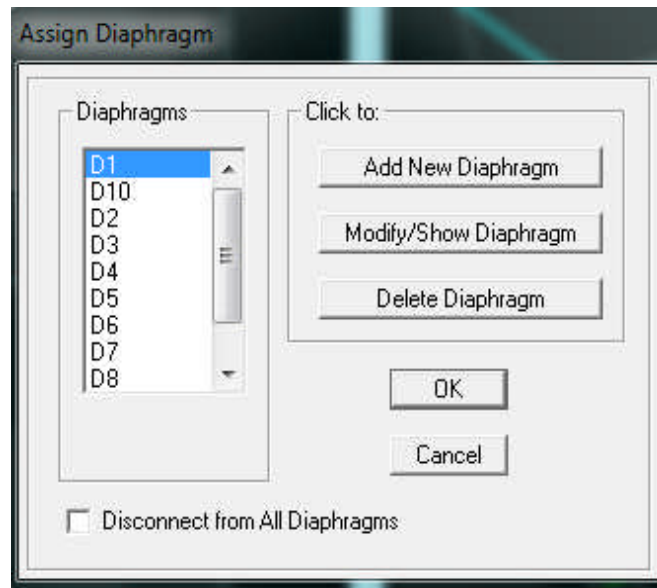 Assign Diaphragm
Diaphragms
D1
D10
D2
D3
D4
D5
D6
D7
D8
Click to:
Add New Diaphragm
Modify/Show Diaphragm
Delete Diaphragm
OK
Cancel
Disconnect from All Diaphragms